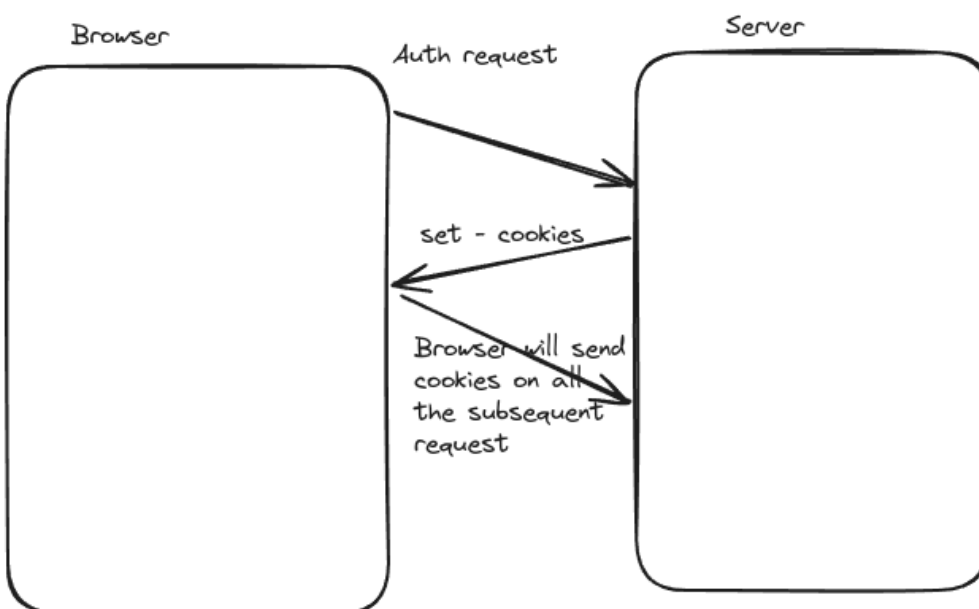 Browser
Server
Auth request
set - cookies
Browser will send
cookies on all
the subsequent
request